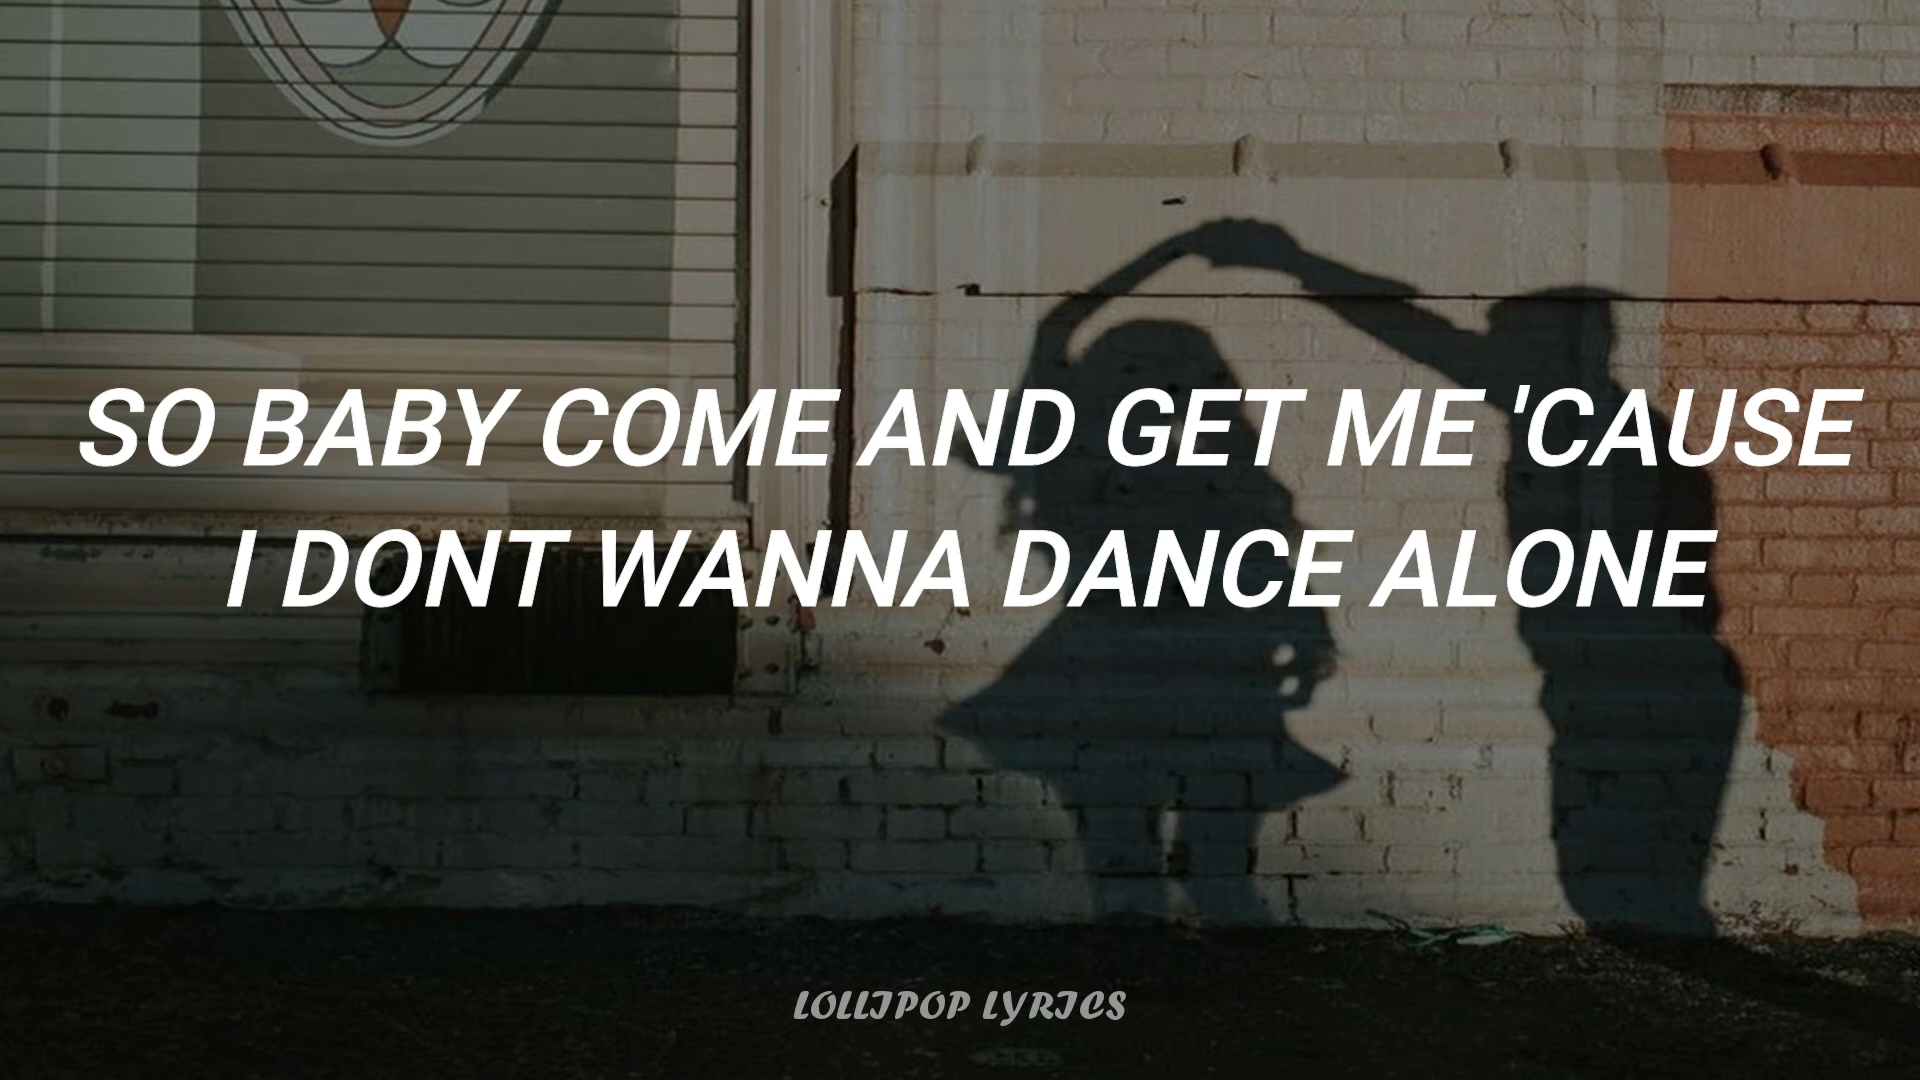 SO BABY COME AND GET ME 'CAUSE
I DONT WANNA DANCE ALONE
LOLLIPOP LYRICS